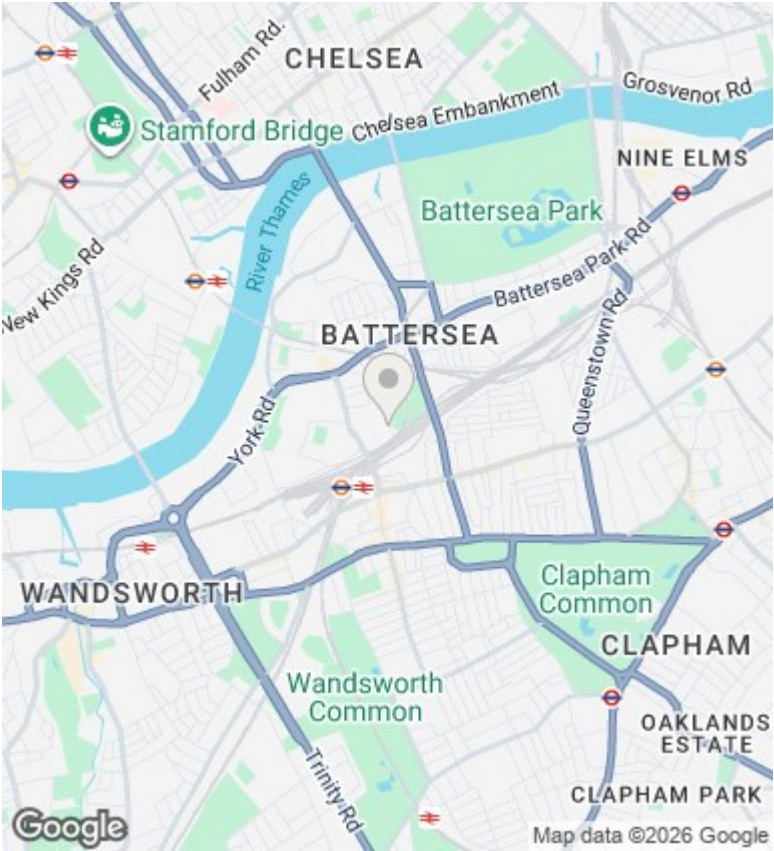 Fulham Rd.
CHELSEA
Grosvenor Rd
Chelsea Embankment
Stamford Bridge
NINE ELMS
River Thames
Battersea Park
New Kings Rd
Battersea Park Rd
BATTERSEA
Queenstown Rd
York Rd
WANDSWORTH
Clapham
Common
CLAPHAM
Wandsworth
Common
OAKLANDS
ESTATE
Trinity Rd
CLAPHAM PARK
Google
Map data ©2026 Google